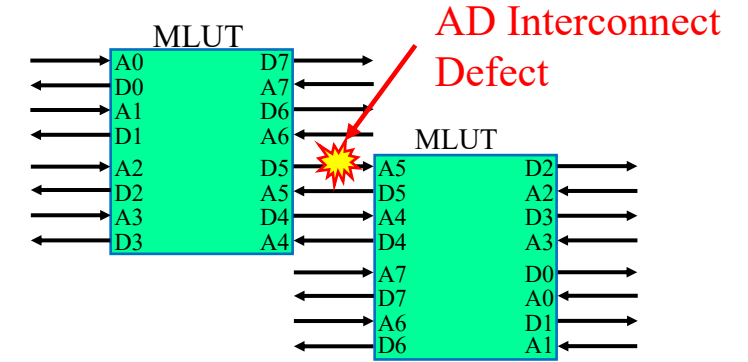 AD Interconnect
Defect
MLUT
A0 D7
D0 A7
A1 D6
D1 A6
A2 D5
D2 A5
A3 D4
D3 A4
MLUT
A5 D2
D5 A2
A4 D3
D4 A3
A7 D0
D7 A0
A6 D1
D6 A1